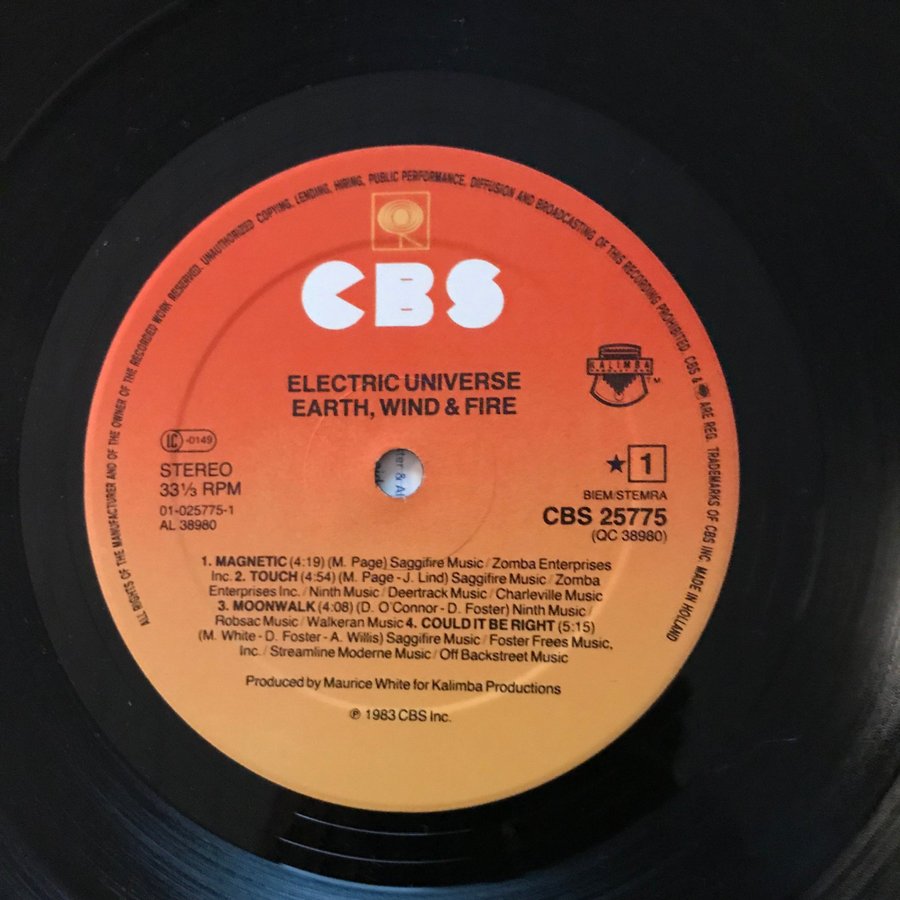 ALL RIGHTS OF THE MANUFACTURER AND OF THE OWNER OF THE RECORDED WORK RESERVED. UNAUTHORIZED COPYING, LENDING, HIRING, PUBLIC PERFORMANCE, DIFFUSION AND BROADCASTING OF THIS RECORDING PROHIBITED. CBS & ARE REG. TRADEMARKS OF CBS INC. MADE IN HOLLAND
CBS
ELECTRIC UNIVERSE
EARTH, WIND & FIRE
KALIMBA
TM
LC -0149
STEREO
33⅓ RPM
01-025775-1
AL 38980
★ 1
BIEM/STEMRA
CBS 25775
(QC 38980)
ter & Al
1. MAGNETIC (4:19) (M. Page) Saggifire Music / Zomba Enterprises
Inc. 2. TOUCH (4:54) (M. Page - J. Lind) Saggifire Music / Zomba
Enterprises Inc. / Ninth Music / Deertrack Music / Charleville Music
3. MOONWALK (4:08) (D. O'Connor - D. Foster) Ninth Music /
Robsac Music / Walkeran Music 4. COULD IT BE RIGHT (5:15)
(M. White - D. Foster - A. Willis) Saggifire Music / Foster Frees Music,
Inc. / Streamline Moderne Music / Off Backstreet Music
Produced by Maurice White for Kalimba Productions
℗ 1983 CBS Inc.